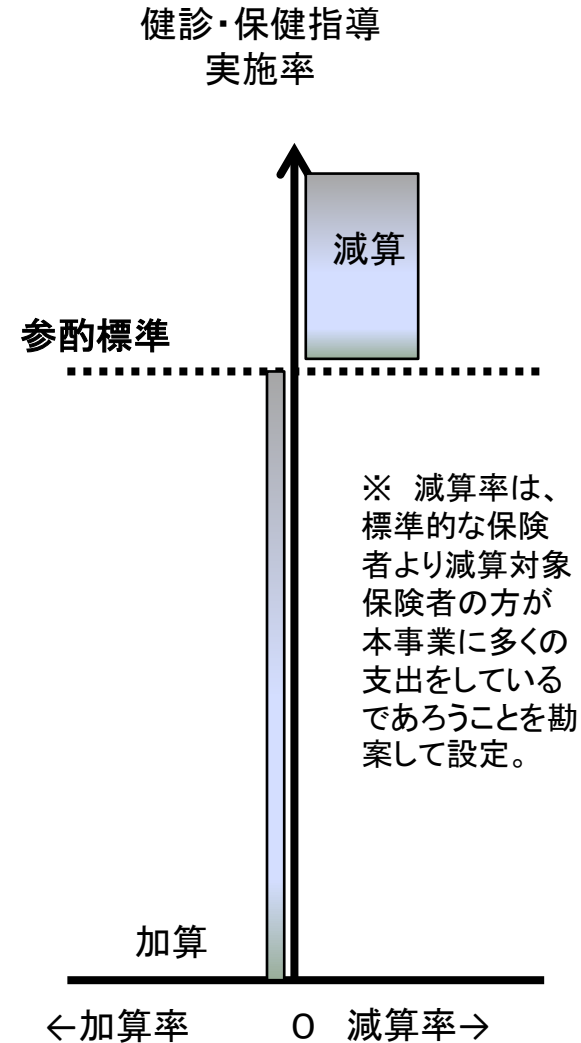 健診・保健指導
実施率
減算
参酌標準
※　減算率は、
標準的な保険
者より減算対象
保険者の方が
本事業に多くの
支出をしている
であろうことを勘
案して設定。
加算
←加算率　0　減算率→